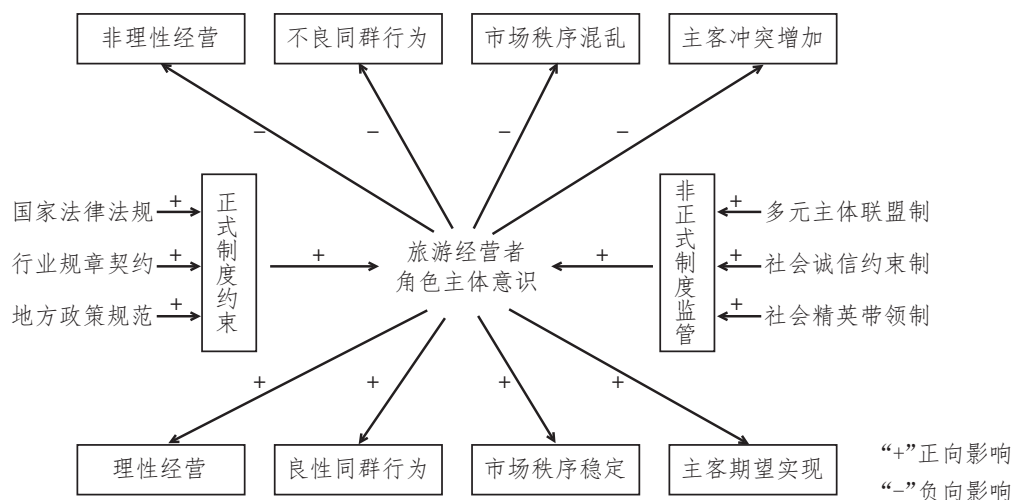 非理性经营
不良同群行为
市场秩序混乱
主客冲突增加
−
−
−
−
国家法律法规
+
行业规章契约
+
地方政策规范
+
正式制度约束
+
旅游经营者
角色主体意识
+
非正式制度监管
+
多元主体联盟制
+
社会诚信约束制
+
社会精英带领制
+
+
+
+
理性经营
良性同群行为
市场秩序稳定
主客期望实现
“+”正向影响
“−”负向影响